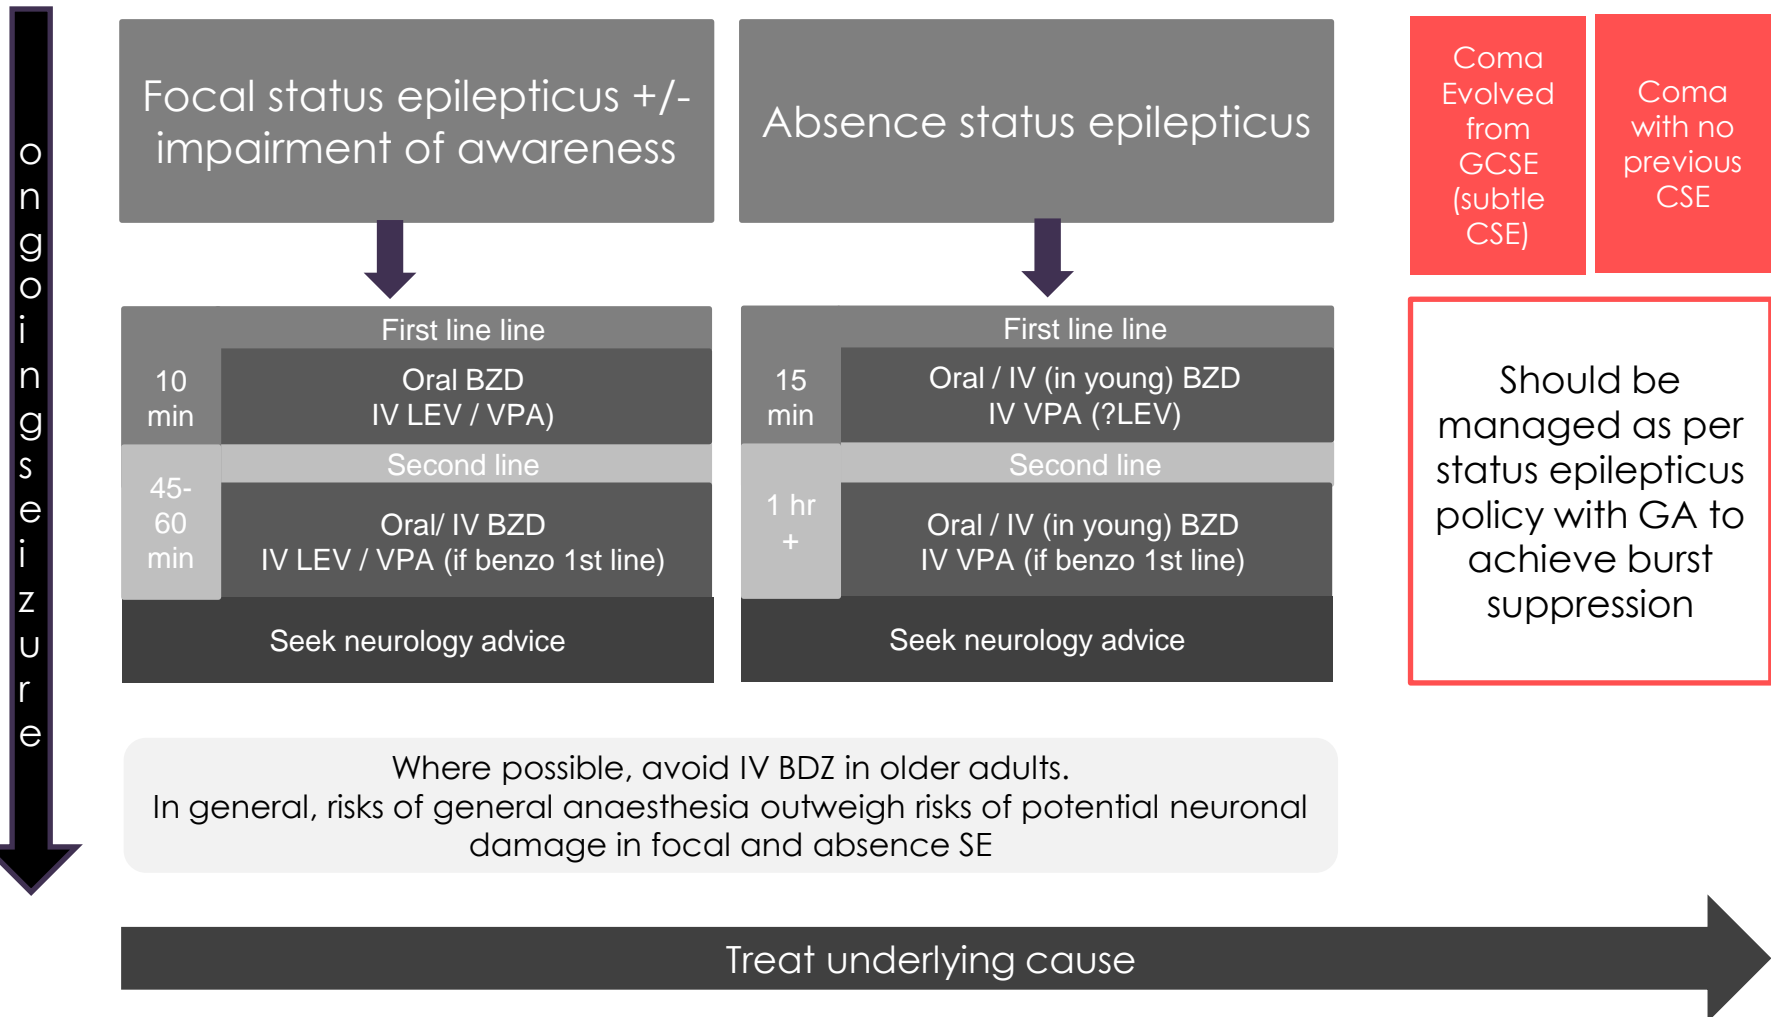 ongoingseizure
Focal status epilepticus +/-
impairment of awareness
First line line
10
min
Oral BZD
IV LEV / VPA)
Second line
45-
60
min
Oral/ IV BZD
IV LEV / VPA (if benzo 1st line)
Seek neurology advice
Absence status epilepticus
First line line
15
min
Oral / IV (in young) BZD
IV VPA (?LEV)
Second line
1 hr
+
Oral / IV (in young) BZD
IV VPA (if benzo 1st line)
Seek neurology advice
Coma
Evolved
from
GCSE
(subtle
CSE)
Coma
with no
previous
CSE
Should be
managed as per
status epilepticus
policy with GA to
achieve burst
suppression
Where possible, avoid IV BDZ in older adults.
In general, risks of general anaesthesia outweigh risks of potential neuronal
damage in focal and absence SE
Treat underlying cause